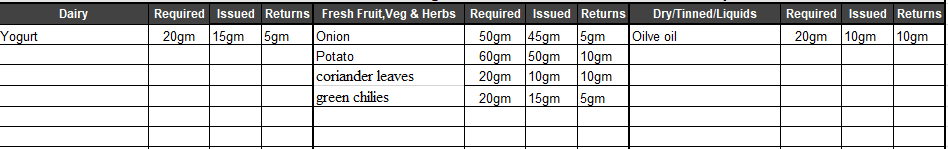 Dairy Required Issued Returns Fresh Fruit,Veg & Herbs Required Issued Returns Dry/Tinned/Liquids Required Issued Returns
Yogurt 20gm 15gm 5gm Onion 50gm 45gm 5gm Oilve oil 20gm 10gm 10gm
Potato 60gm 50gm 10gm
coriander leaves 20gm 10gm 10gm
green chilies 20gm 15gm 5gm